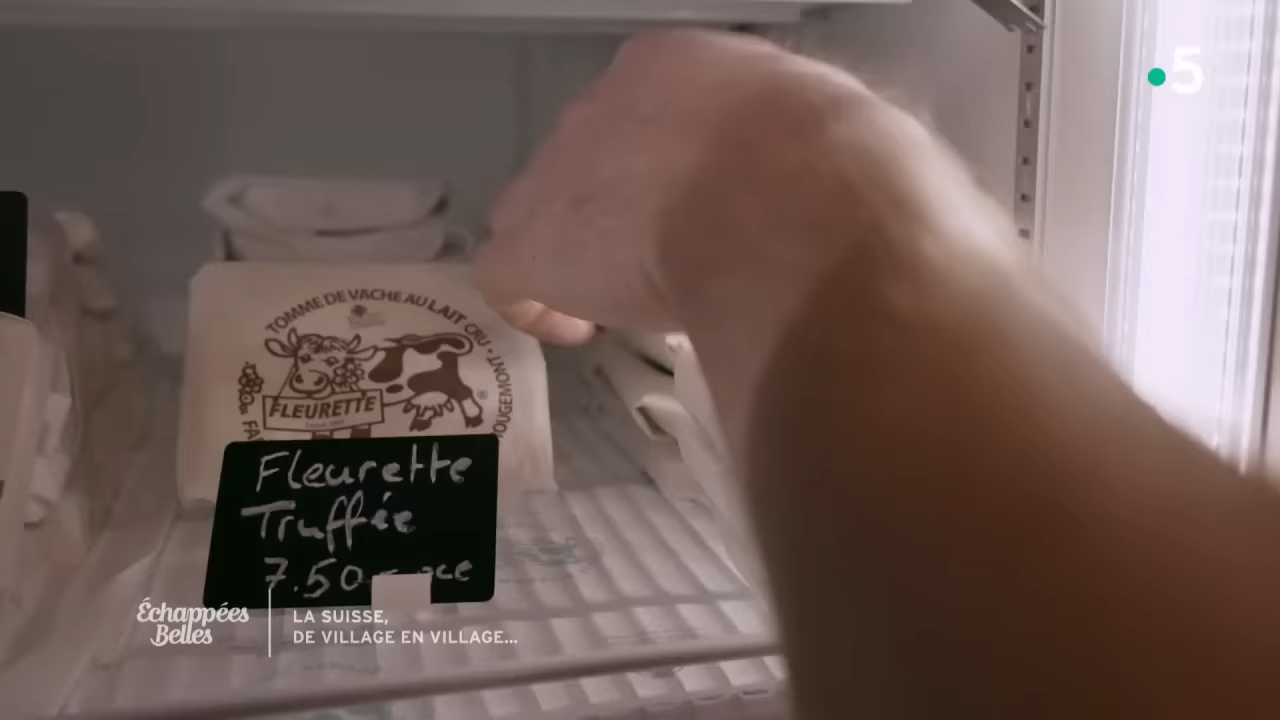 5
TOMME DE VACHE AU LAIT CRU •
FLEURETTE
Fleurette
Truffée
7.50
Échappées
Belles
LA SUISSE,
DE VILLAGE EN VILLAGE...